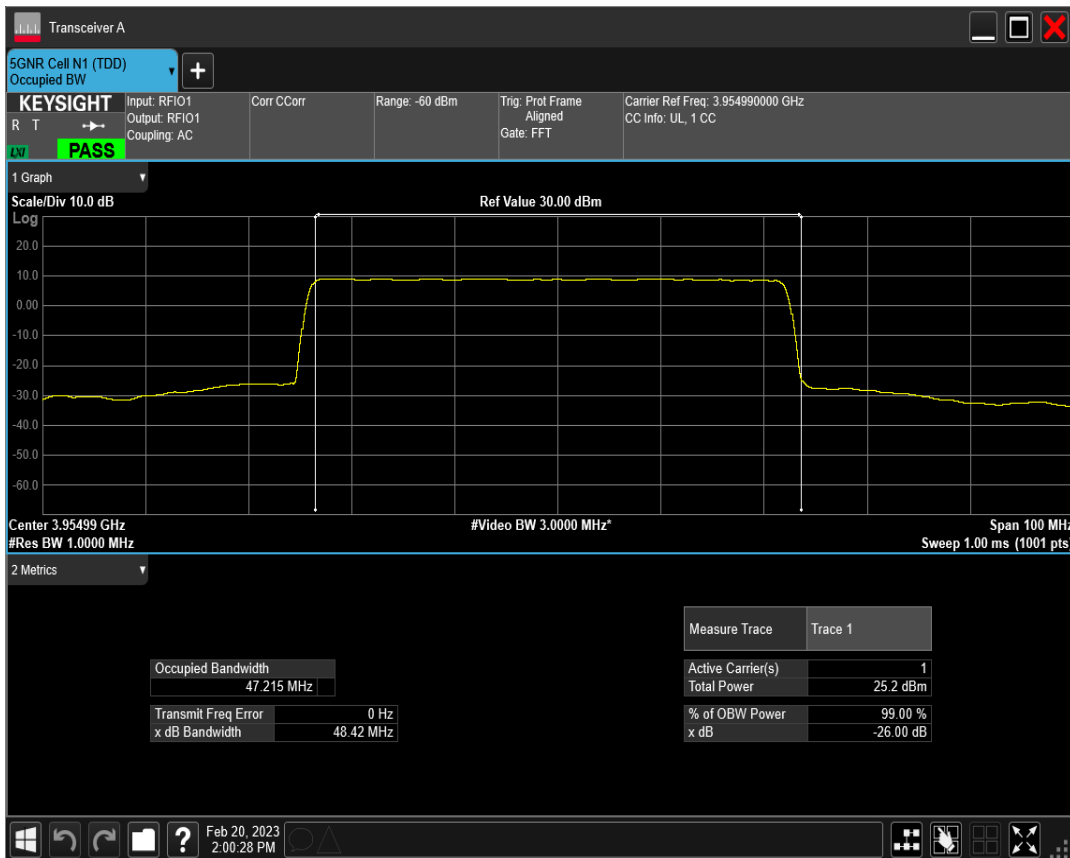 Transceiver A
5GNR Cell N1 (TDD)
Occupied BW
+
KEYSIGHT
R T
LXI
PASS
Input: RFIO1
Output: RFIO1
Coupling: AC
Corr CCorr
Range: -60 dBm
Trig: Prot Frame
Aligned
Gate: FFT
Carrier Ref Freq: 3.954990000 GHz
CC Info: UL, 1 CC
1 Graph
Scale/Div 10.0 dB
Ref Value 30.00 dBm
Log
20.0
10.0
0.00
-10.0
-20.0
-30.0
-40.0
-50.0
-60.0
Center 3.95499 GHz
#Video BW 3.0000 MHz*
Span 100 MHz
#Res BW 1.0000 MHz
Sweep 1.00 ms (1001 pts)
2 Metrics
Measure Trace Trace 1
Occupied Bandwidth
47.215 MHz
Active Carrier(s) 1
Total Power 25.2 dBm
Transmit Freq Error 0 Hz
x dB Bandwidth 48.42 MHz
% of OBW Power 99.00 %
x dB -26.00 dB
?
Feb 20, 2023
2:00:28 PM